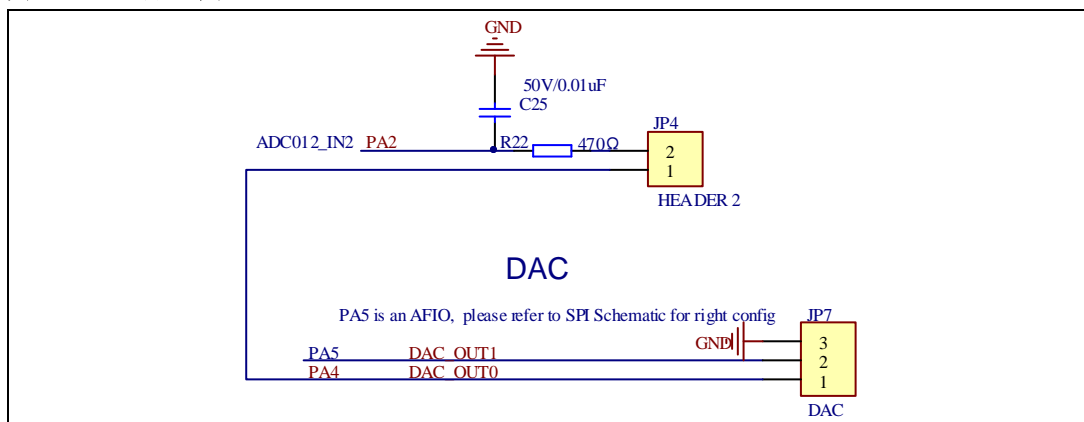 GND
50V/0.01uF
C25
JP4
ADC012_IN2 PA2 R22 470Ω 2
1
HEADER 2
DAC
PA5 is an AFIO, please refer to SPI Schematic for right config JP7
GND 3
PA5 DAC_OUT1 2
PA4 DAC_OUT0 1
DAC